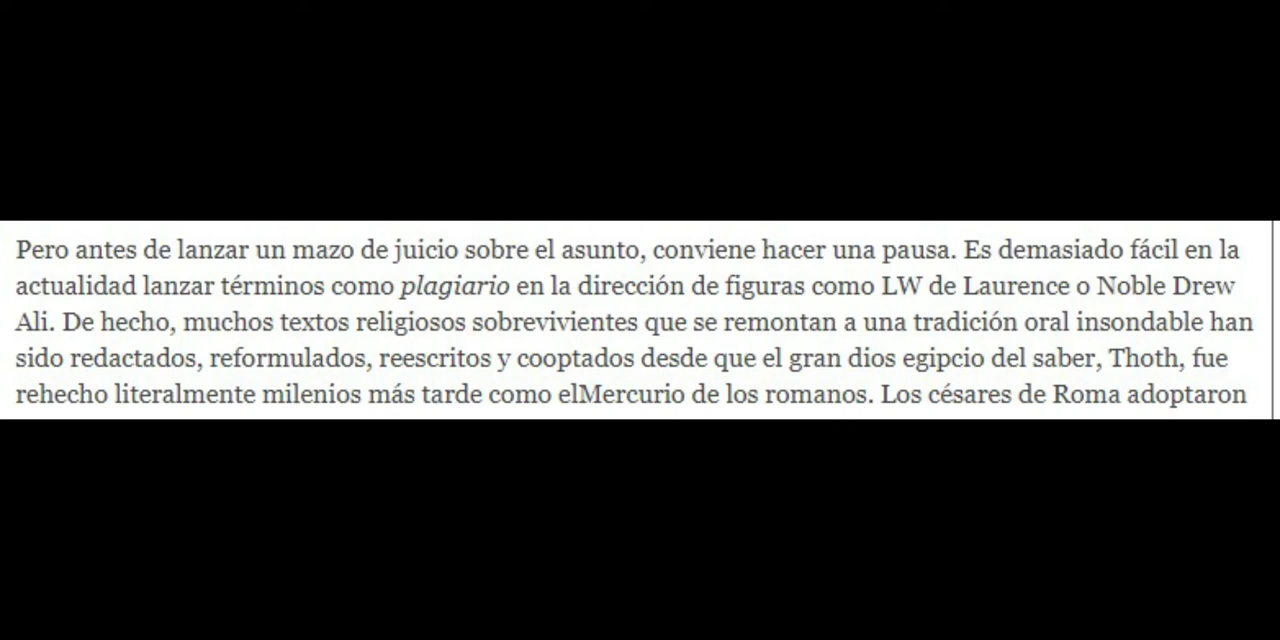 Pero antes de lanzar un mazo de juicio sobre el asunto, conviene hacer una pausa. Es demasiado fácil en la
actualidad lanzar términos como plagiario en la dirección de figuras como LW de Laurence o Noble Drew
Ali. De hecho, muchos textos religiosos sobrevivientes que se remontan a una tradición oral insondable han
sido redactados, reformulados, reescritos y cooptados desde que el gran dios egipcio del saber, Thoth, fue
rehecho literalmente milenios más tarde como elMercurio de los romanos. Los césares de Roma adoptaron